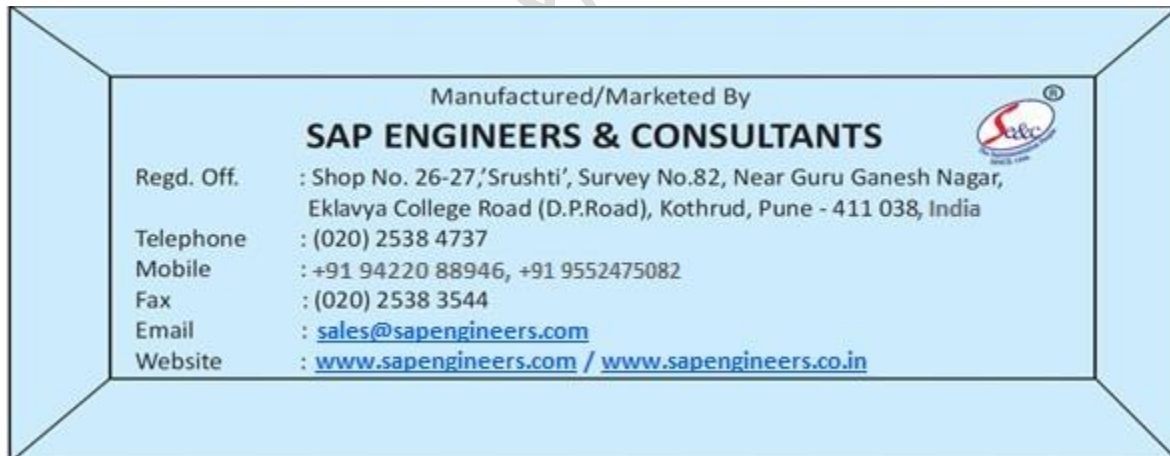 Manufactured/Marketed By
SAP ENGINEERS & CONSULTANTS
Se&c ®
Regd. Off. : Shop No. 26-27,'Srushti', Survey No.82, Near Guru Ganesh Nagar,
Eklavya College Road (D.P.Road), Kothrud, Pune - 411 038, India
Telephone : (020) 2538 4737
Mobile : +91 94220 88946, +91 9552475082
Fax : (020) 2538 3544
Email : sales@sapengineers.com
Website : www.sapengineers.com / www.sapengineers.co.in